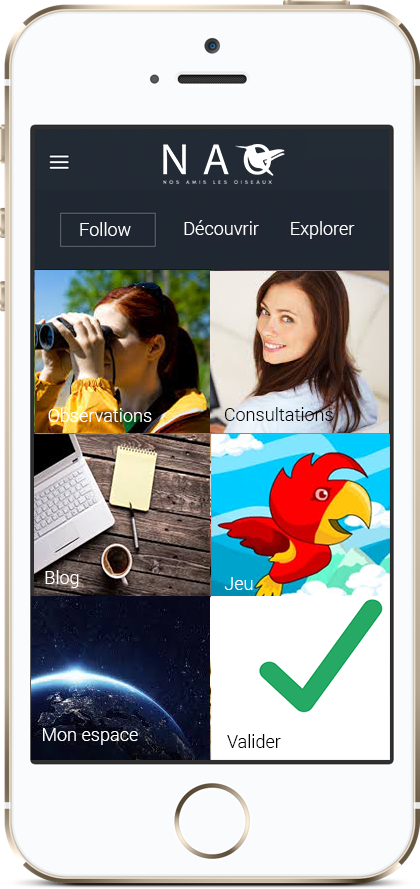 NAO
NOS AMIS LES OISEAUX
Follow Découvrir Explorer
Observations Consultations
Blog Jeu
Mon espace Valider